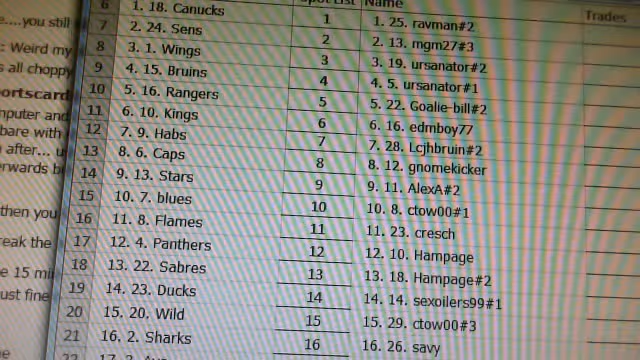 Spot List Name Trades
6 1. 18. Canucks 1 1. 25. ravman#2
7 2. 24. Sens 2 2. 13. mgm27#3
8 3. 1. Wings 3 3. 19. ursanator#2
9 4. 15. Bruins 4 4. 5. ursanator#1
10 5. 16. Rangers 5 5. 22. Goalie-bill#2
11 6. 10. Kings 6 6. 16. edmboy77
12 7. 9. Habs 7 7. 28. Lcjhbruin#2
13 8. 6. Caps 8 8. 12. gnomekicker
14 9. 13. Stars 9 9. 11. AlexA#2
15 10. 7. blues 10 10. 8. ctow00#1
16 11. 8. Flames 11 11. 23. cresch
17 12. 4. Panthers 12 12. 10. Hampage
18 13. 22. Sabres 13 13. 18. Hampage#2
19 14. 23. Ducks 14 14. 14. sexoilers99#1
20 15. 20. Wild 15 15. 29. ctow00#3
21 16. 2. Sharks 16 16. 26. savy
22
....you still
: Weird my
s all choppy
ortscard
nputer and
bare with
after... u
rwards b
then you
reak the
e 15 mi
ust fine